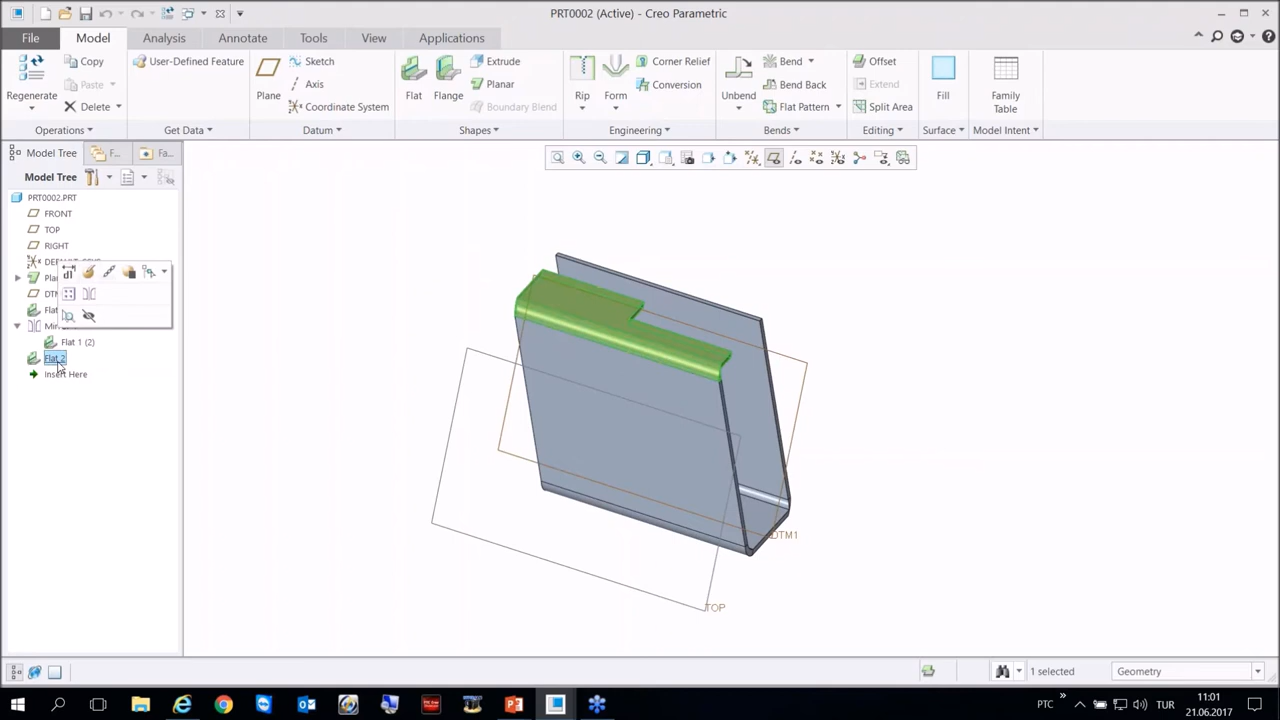 PRT0002 (Active) - Creo Parametric
File Model Analysis Annotate Tools View Applications
Regenerate
Copy
Paste
Delete
User-Defined Feature
Plane
Sketch
Axis
Coordinate System
Flat
Flange
Extrude
Planar
Boundary Blend
Rip
Form
Corner Relief
Conversion
Unbend
Bend
Bend Back
Flat Pattern
Offset
Extend
Split Area
Fill
Family
Table
Operations Get Data Datum Shapes Engineering Bends Editing Surface Model Intent
Model Tree F... Fa...
Model Tree
PRT0002.PRT
FRONT
TOP
RIGHT
Flat 1 (2)
Flat 2
Insert Here
DTM1
TOP
1 selected
Geometry
PTC
TUR
11:01
21.06.2017